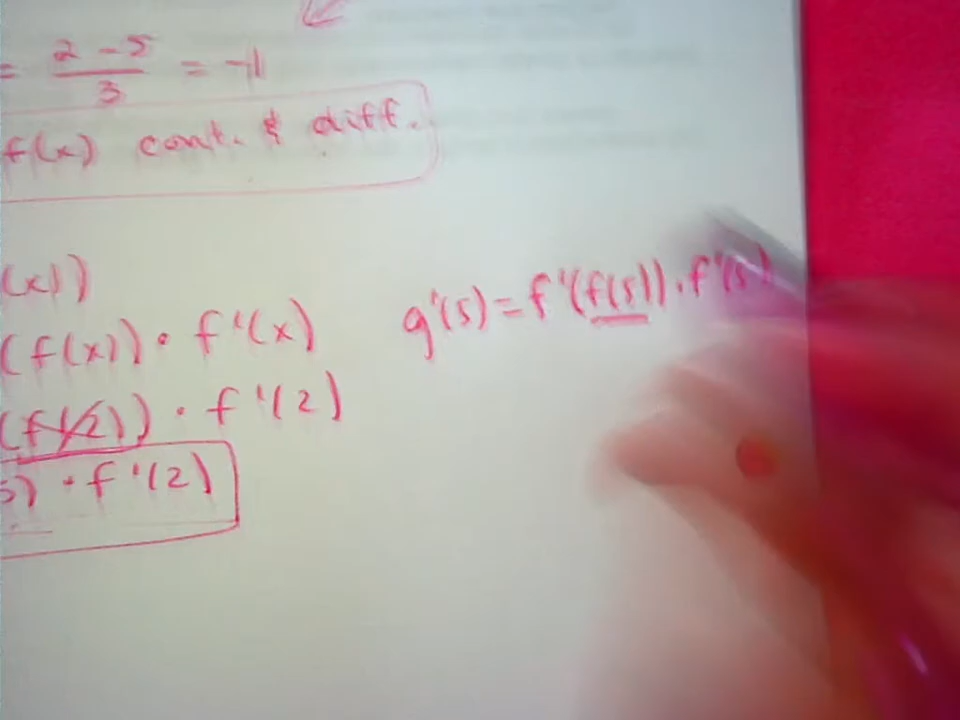 = 2 - 5 / 3 = -1
f(x) cont. & diff.
(x))
(f(x)) · f'(x)
g'(5) = f'(f(5)) · f'(5)
(f(2)) · f'(2)
5) · f'(2)